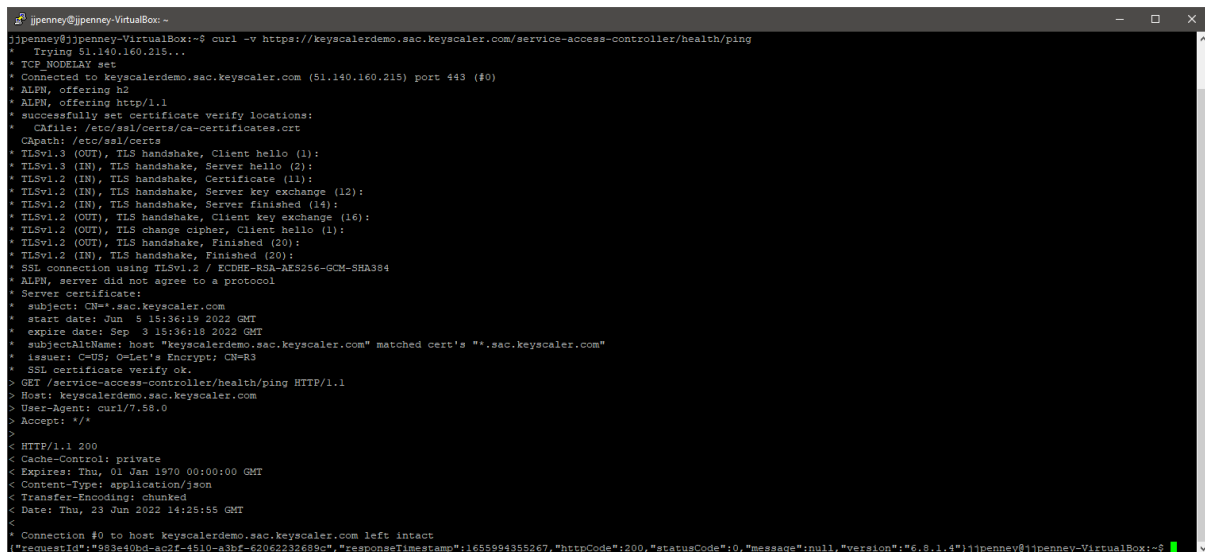 jjpenney@jjpenney-VirtualBox: ~
jjpenney@jjpenney-VirtualBox:~$ curl -v https://keyscalerdemo.sac.keyscaler.com/service-access-controller/health/ping
*   Trying 51.140.160.215...
* TCP_NODELAY set
* Connected to keyscalerdemo.sac.keyscaler.com (51.140.160.215) port 443 (#0)
* ALPN, offering h2
* ALPN, offering http/1.1
* successfully set certificate verify locations:
*   CAfile: /etc/ssl/certs/ca-certificates.crt
  CApath: /etc/ssl/certs
* TLSv1.3 (OUT), TLS handshake, Client hello (1):
* TLSv1.3 (IN), TLS handshake, Server hello (2):
* TLSv1.2 (IN), TLS handshake, Certificate (11):
* TLSv1.2 (IN), TLS handshake, Server key exchange (12):
* TLSv1.2 (IN), TLS handshake, Server finished (14):
* TLSv1.2 (OUT), TLS handshake, Client key exchange (16):
* TLSv1.2 (OUT), TLS change cipher, Client hello (1):
* TLSv1.2 (OUT), TLS handshake, Finished (20):
* TLSv1.2 (IN), TLS handshake, Finished (20):
* SSL connection using TLSv1.2 / ECDHE-RSA-AES256-GCM-SHA384
* ALPN, server did not agree to a protocol
* Server certificate:
*  subject: CN=*.sac.keyscaler.com
*  start date: Jun  5 15:36:19 2022 GMT
*  expire date: Sep  3 15:36:18 2022 GMT
*  subjectAltName: host "keyscalerdemo.sac.keyscaler.com" matched cert's "*.sac.keyscaler.com"
*  issuer: C=US; O=Let's Encrypt; CN=R3
*  SSL certificate verify ok.
> GET /service-access-controller/health/ping HTTP/1.1
> Host: keyscalerdemo.sac.keyscaler.com
> User-Agent: curl/7.58.0
> Accept: */*
>
< HTTP/1.1 200
< Cache-Control: private
< Expires: Thu, 01 Jan 1970 00:00:00 GMT
< Content-Type: application/json
< Transfer-Encoding: chunked
< Date: Thu, 23 Jun 2022 14:25:55 GMT
<
* Connection #0 to host keyscalerdemo.sac.keyscaler.com left intact
{"requestId":"983e40bd-ac2f-4510-a3bf-62062232689c","responseTimestamp":1655994355267,"httpCode":200,"statusCode":0,"message":null,"version":"6.8.1.4"}jjpenney@jjpenney-VirtualBox:~$